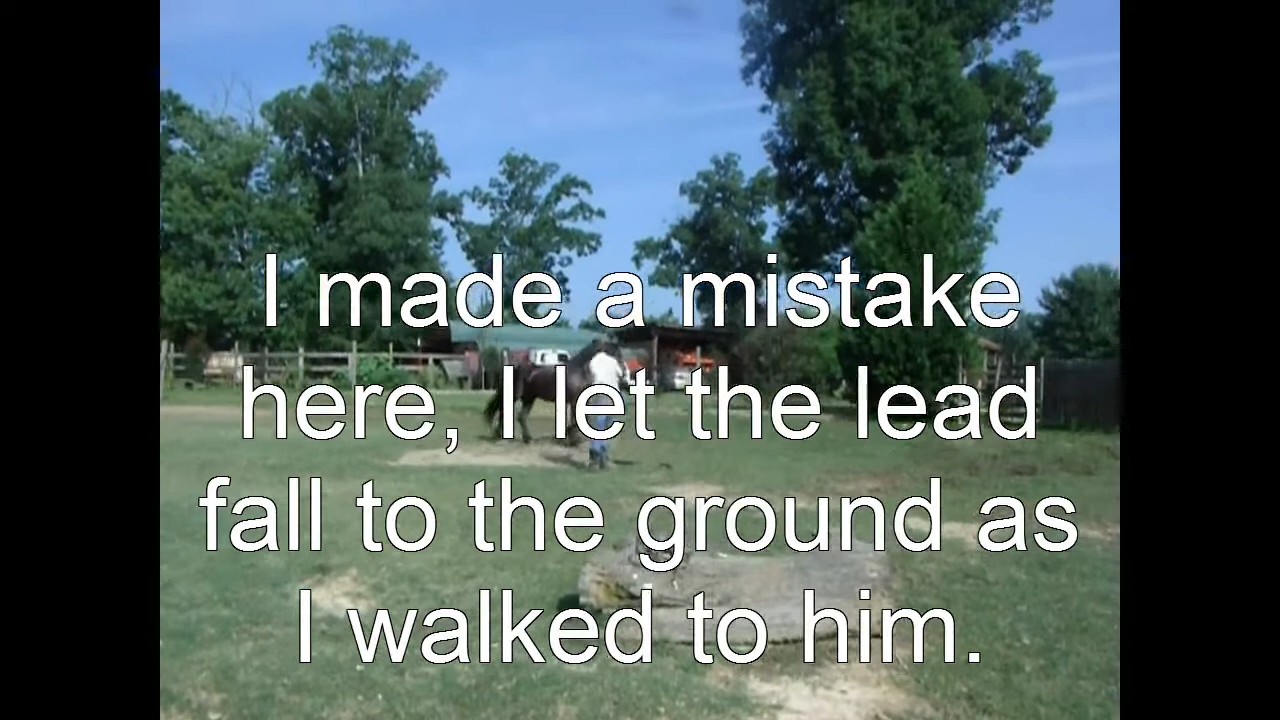 I made a mistake
here, I let the lead
fall to the ground as
I walked to him.